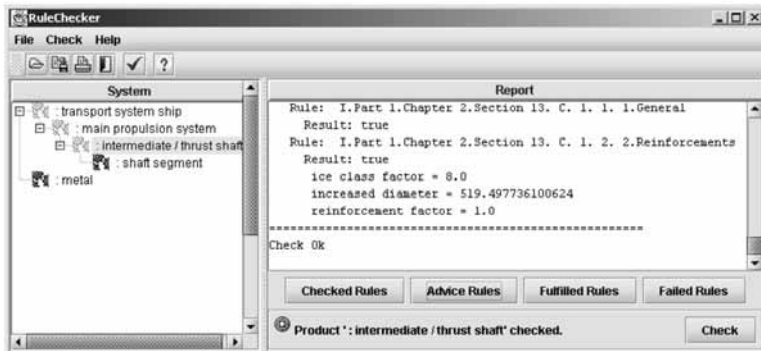 RuleChecker
File Check Help
System
: transport system ship
: main propulsion system
: intermediate / thrust shaft
: shaft segment
: metal
Report
Rule: I.Part 1.Chapter 2.Section 13. C. 1. 1. 1.General
Result: true
Rule: I.Part 1.Chapter 2.Section 13. C. 1. 2. 2.Reinforcements
Result: true
ice class factor = 8.0
increased diameter = 519.497736100624
reinforcement factor = 1.0
========================================================
Check Ok
Checked Rules Advice Rules Fulfilled Rules Failed Rules
Product ' : intermediate / thrust shaft' checked. Check